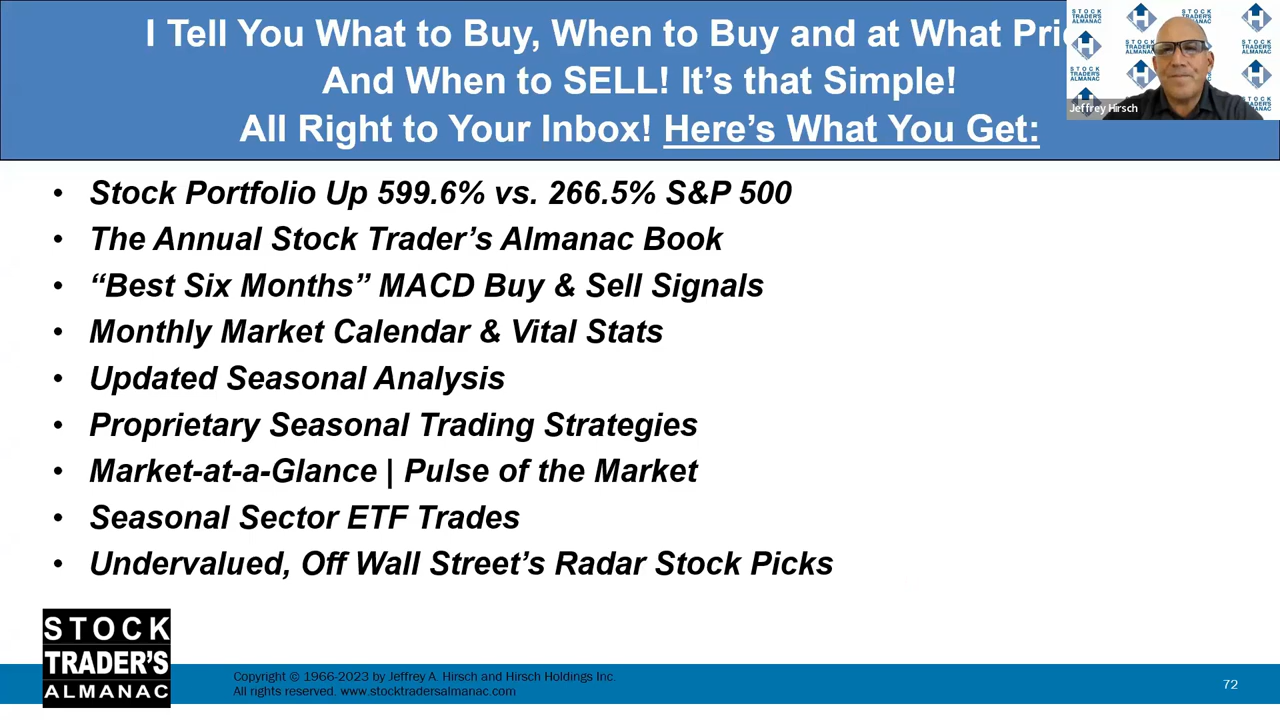 I Tell You What to Buy, When to Buy and at What
And When to SELL! It’s that Simple!
All Right to Your Inbox! Here’s What You Get:
STOCK TRADER'S ALMANAC
Jeffrey Hirsch
• Stock Portfolio Up 599.6% vs. 266.5% S&P 500
• The Annual Stock Trader’s Almanac Book
• “Best Six Months” MACD Buy & Sell Signals
• Monthly Market Calendar & Vital Stats
• Updated Seasonal Analysis
• Proprietary Seasonal Trading Strategies
• Market-at-a-Glance | Pulse of the Market
• Seasonal Sector ETF Trades
• Undervalued, Off Wall Street’s Radar Stock Picks
STOCK
TRADER'S
ALMANAC
Copyright © 1966-2023 by Jeffrey A. Hirsch and Hirsch Holdings Inc.
All rights reserved. www.stocktradersalmanac.com
72